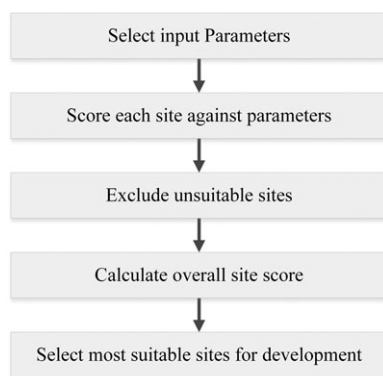 Select input Parameters
Score each site against parameters
Exclude unsuitable sites
Calculate overall site score
Select most suitable sites for development